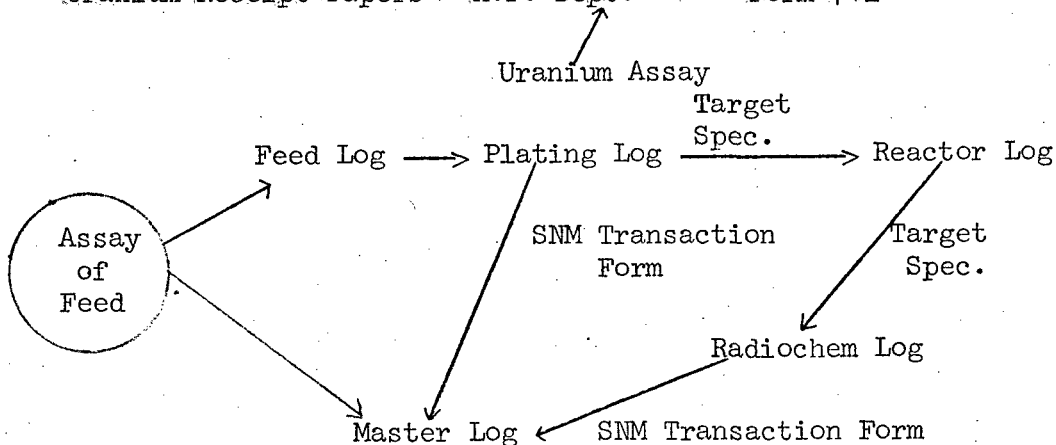 Uranium Assay
Target
Spec.
Feed Log
Plating Log
Reactor Log
Assay
of
Feed
SNM Transaction
Form
Target
Spec.
Radiochem Log
Master Log
SNM Transaction Form